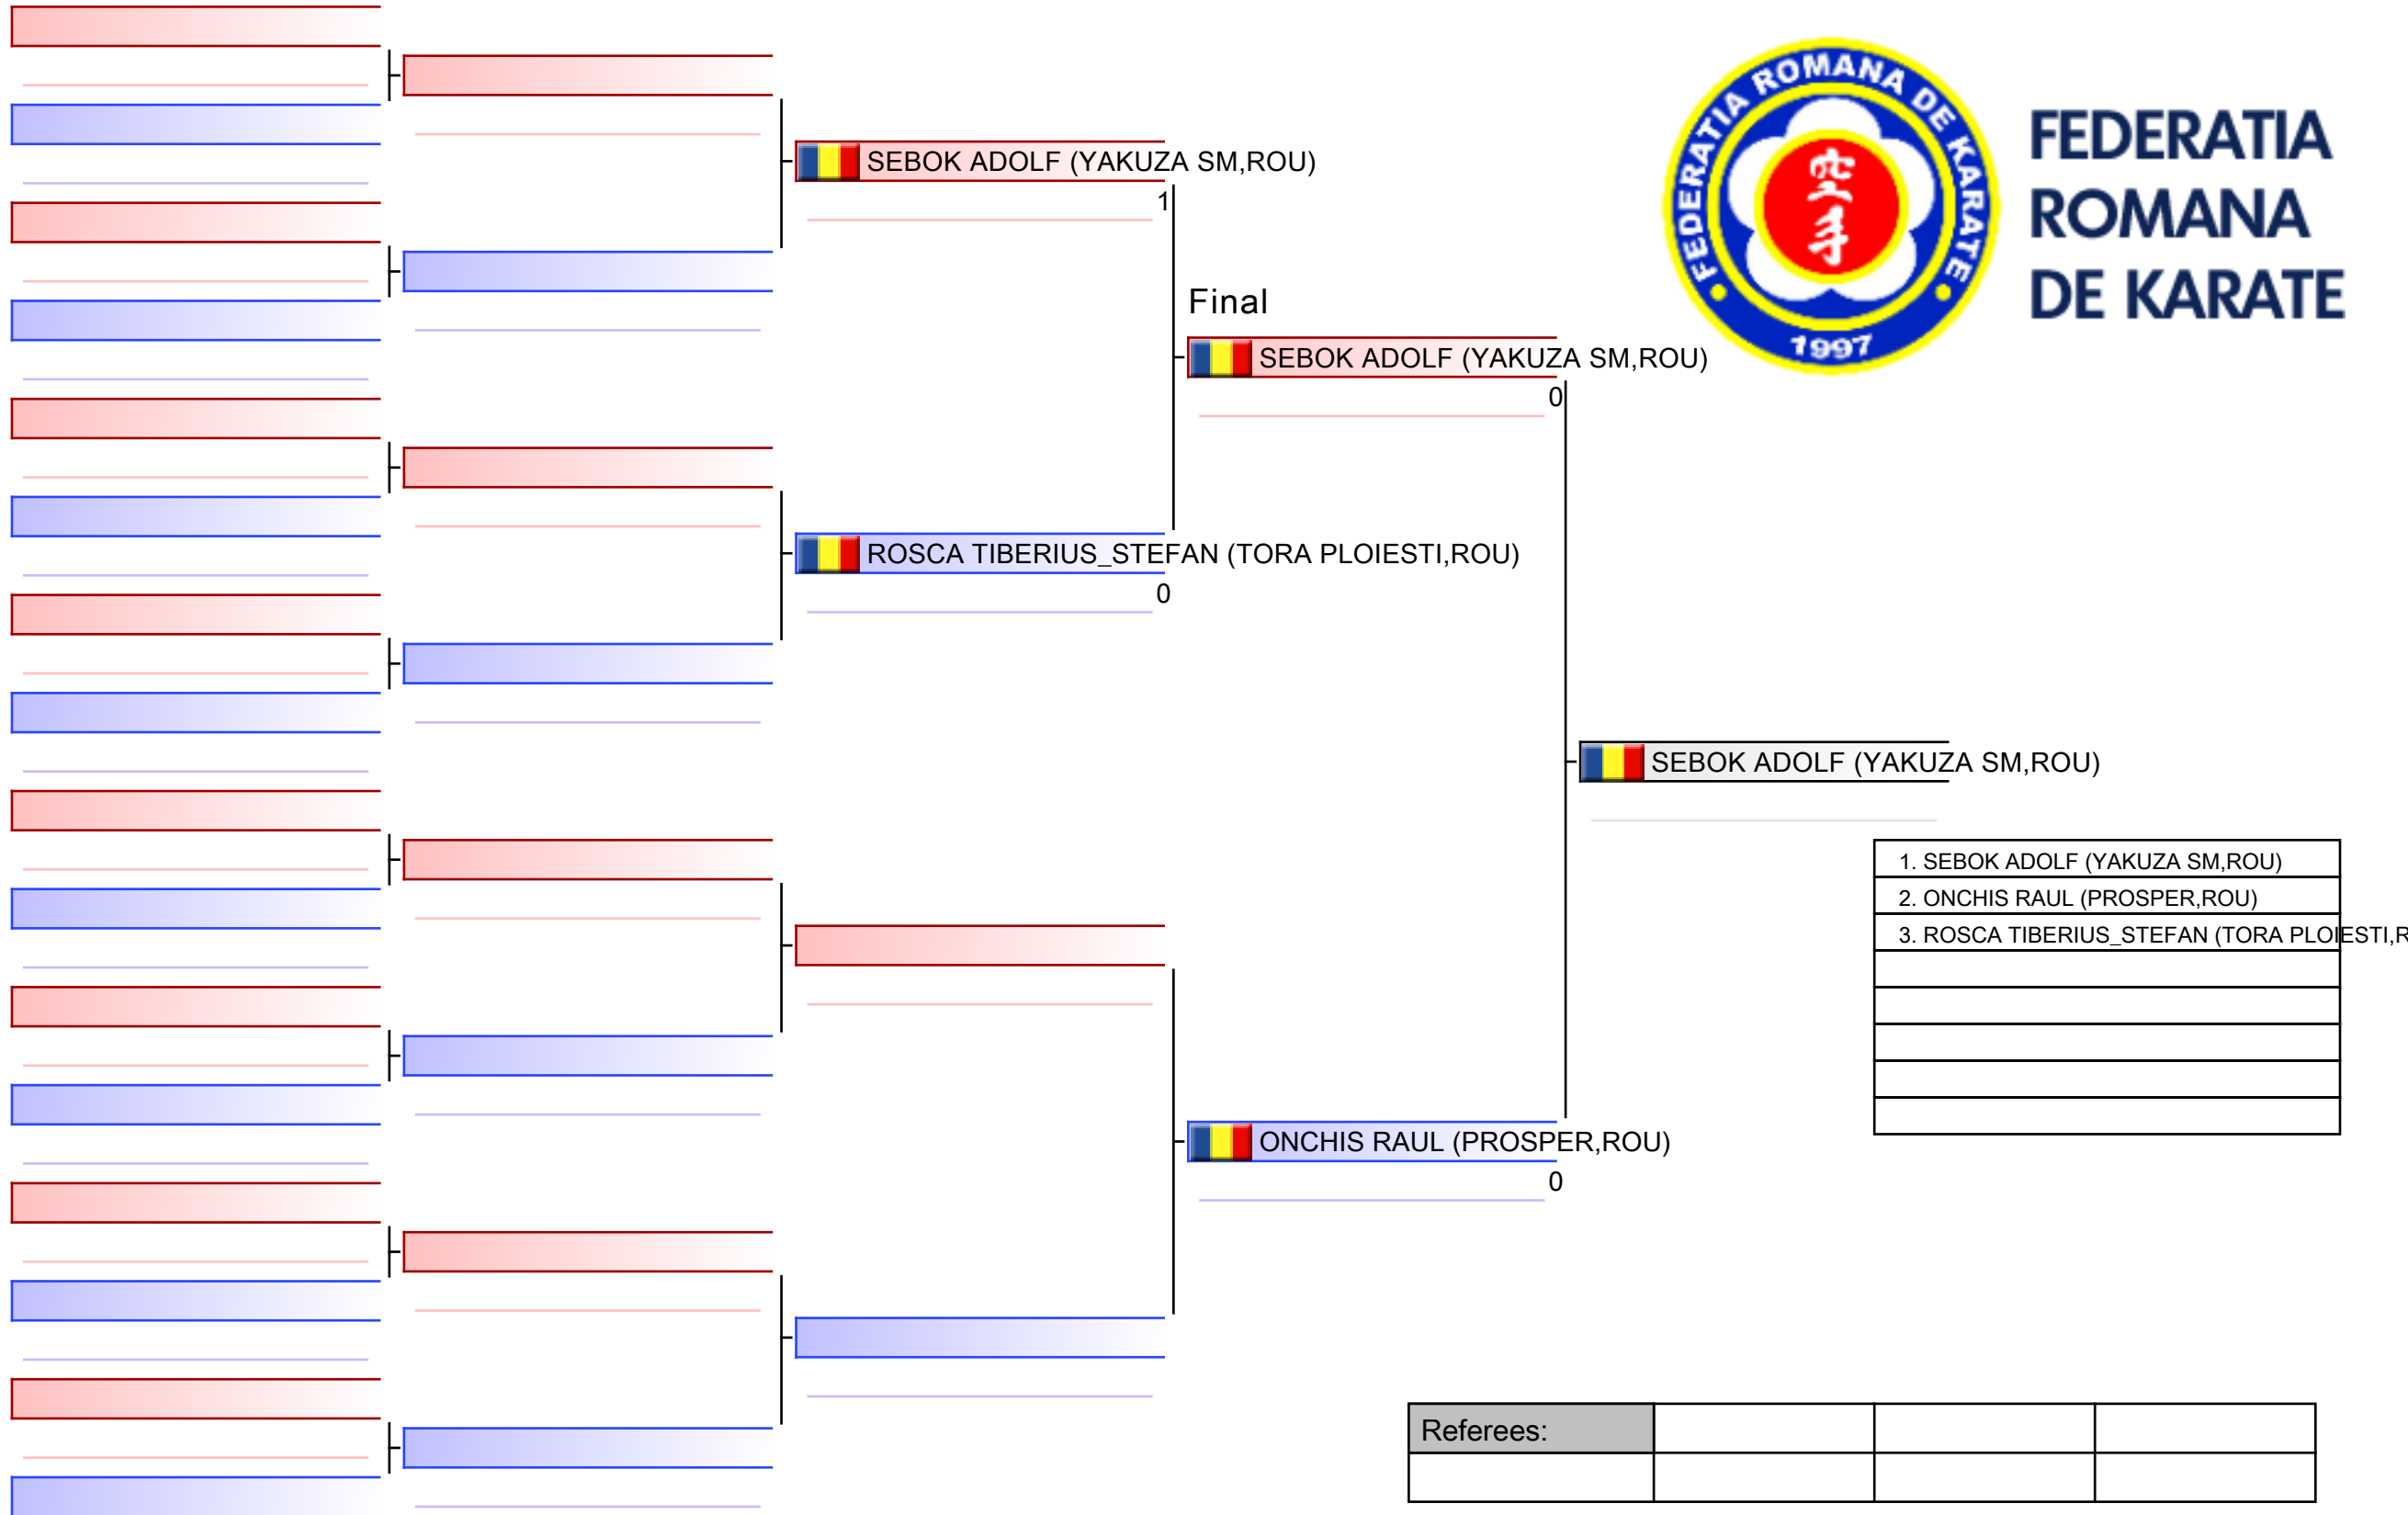 FEDERATIA ROMANA DE KARATE
空手
1997
FEDERATIA
ROMANA
DE KARATE
SEBOK ADOLF (YAKUZA SM,ROU)
1
Final
SEBOK ADOLF (YAKUZA SM,ROU)
0
ROSCA TIBERIUS_STEFAN (TORA PLOIESTI,ROU)
0
SEBOK ADOLF (YAKUZA SM,ROU)
1. SEBOK ADOLF (YAKUZA SM,ROU)
2. ONCHIS RAUL (PROSPER,ROU)
3. ROSCA TIBERIUS_STEFAN (TORA PLOIESTI,R
ONCHIS RAUL (PROSPER,ROU)
0
Referees: